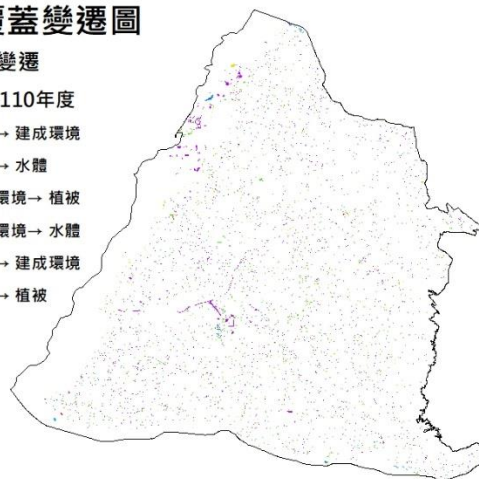 覆蓋變遷圖
變遷
110年度
→ 建成環境
→ 水體
環境→ 植被
環境→ 水體
→ 建成環境
→ 植被